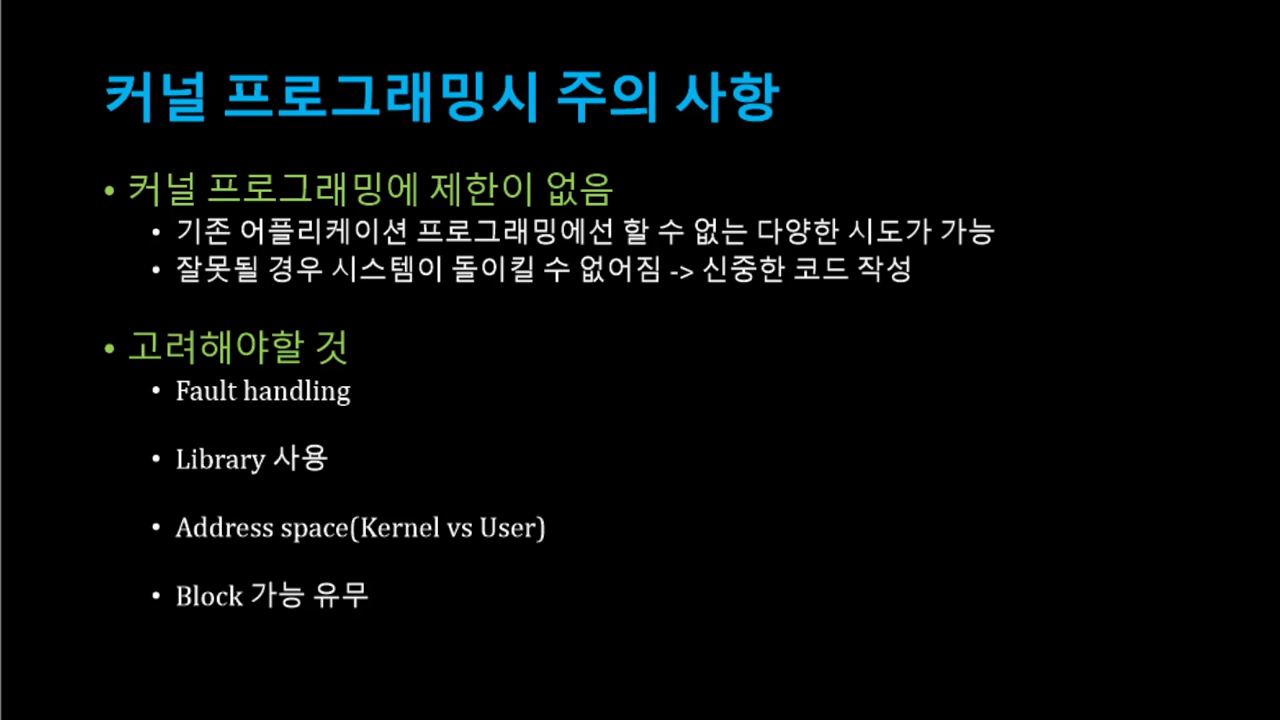 커널 프로그래밍시 주의 사항
• 커널 프로그래밍에 제한이 없음
• 기존 어플리케이션 프로그래밍에선 할 수 없는 다양한 시도가 가능
• 잘못될 경우 시스템이 돌이킬 수 없어짐 -> 신중한 코드 작성
• 고려해야할 것
• Fault handling
• Library 사용
• Address space(Kernel vs User)
• Block 가능 유무